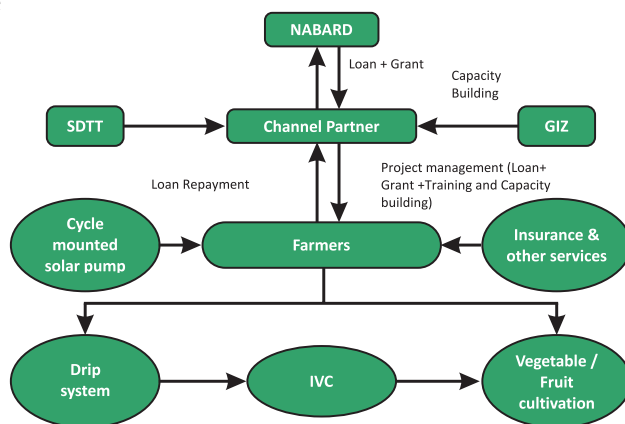 NABARD
Loan + Grant
Capacity
Building
SDTT
Channel Partner
GIZ
Loan Repayment
Project management (Loan+
Grant +Training and Capacity
building)
Cycle
mounted
solar pump
Farmers
Insurance &
other services
Drip
system
IVC
Vegetable /
Fruit
cultivation